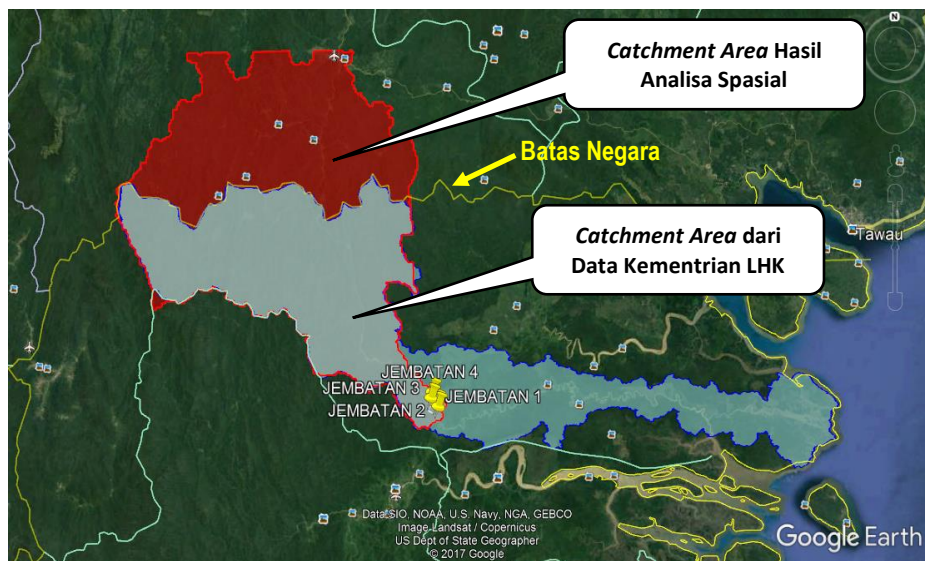 N
Catchment Area Hasil
Analisa Spasial
Batas Negara
Catchment Area dari
Data Kementrian LHK
Tawau
JEMBATAN 4
JEMBATAN 3
JEMBATAN 1
JEMBATAN 2
Data SIO, NOAA, U.S. Navy, NGA, GEBCO
Image Landsat / Copernicus
US Dept of State Geographer
© 2017 Google
Google Earth